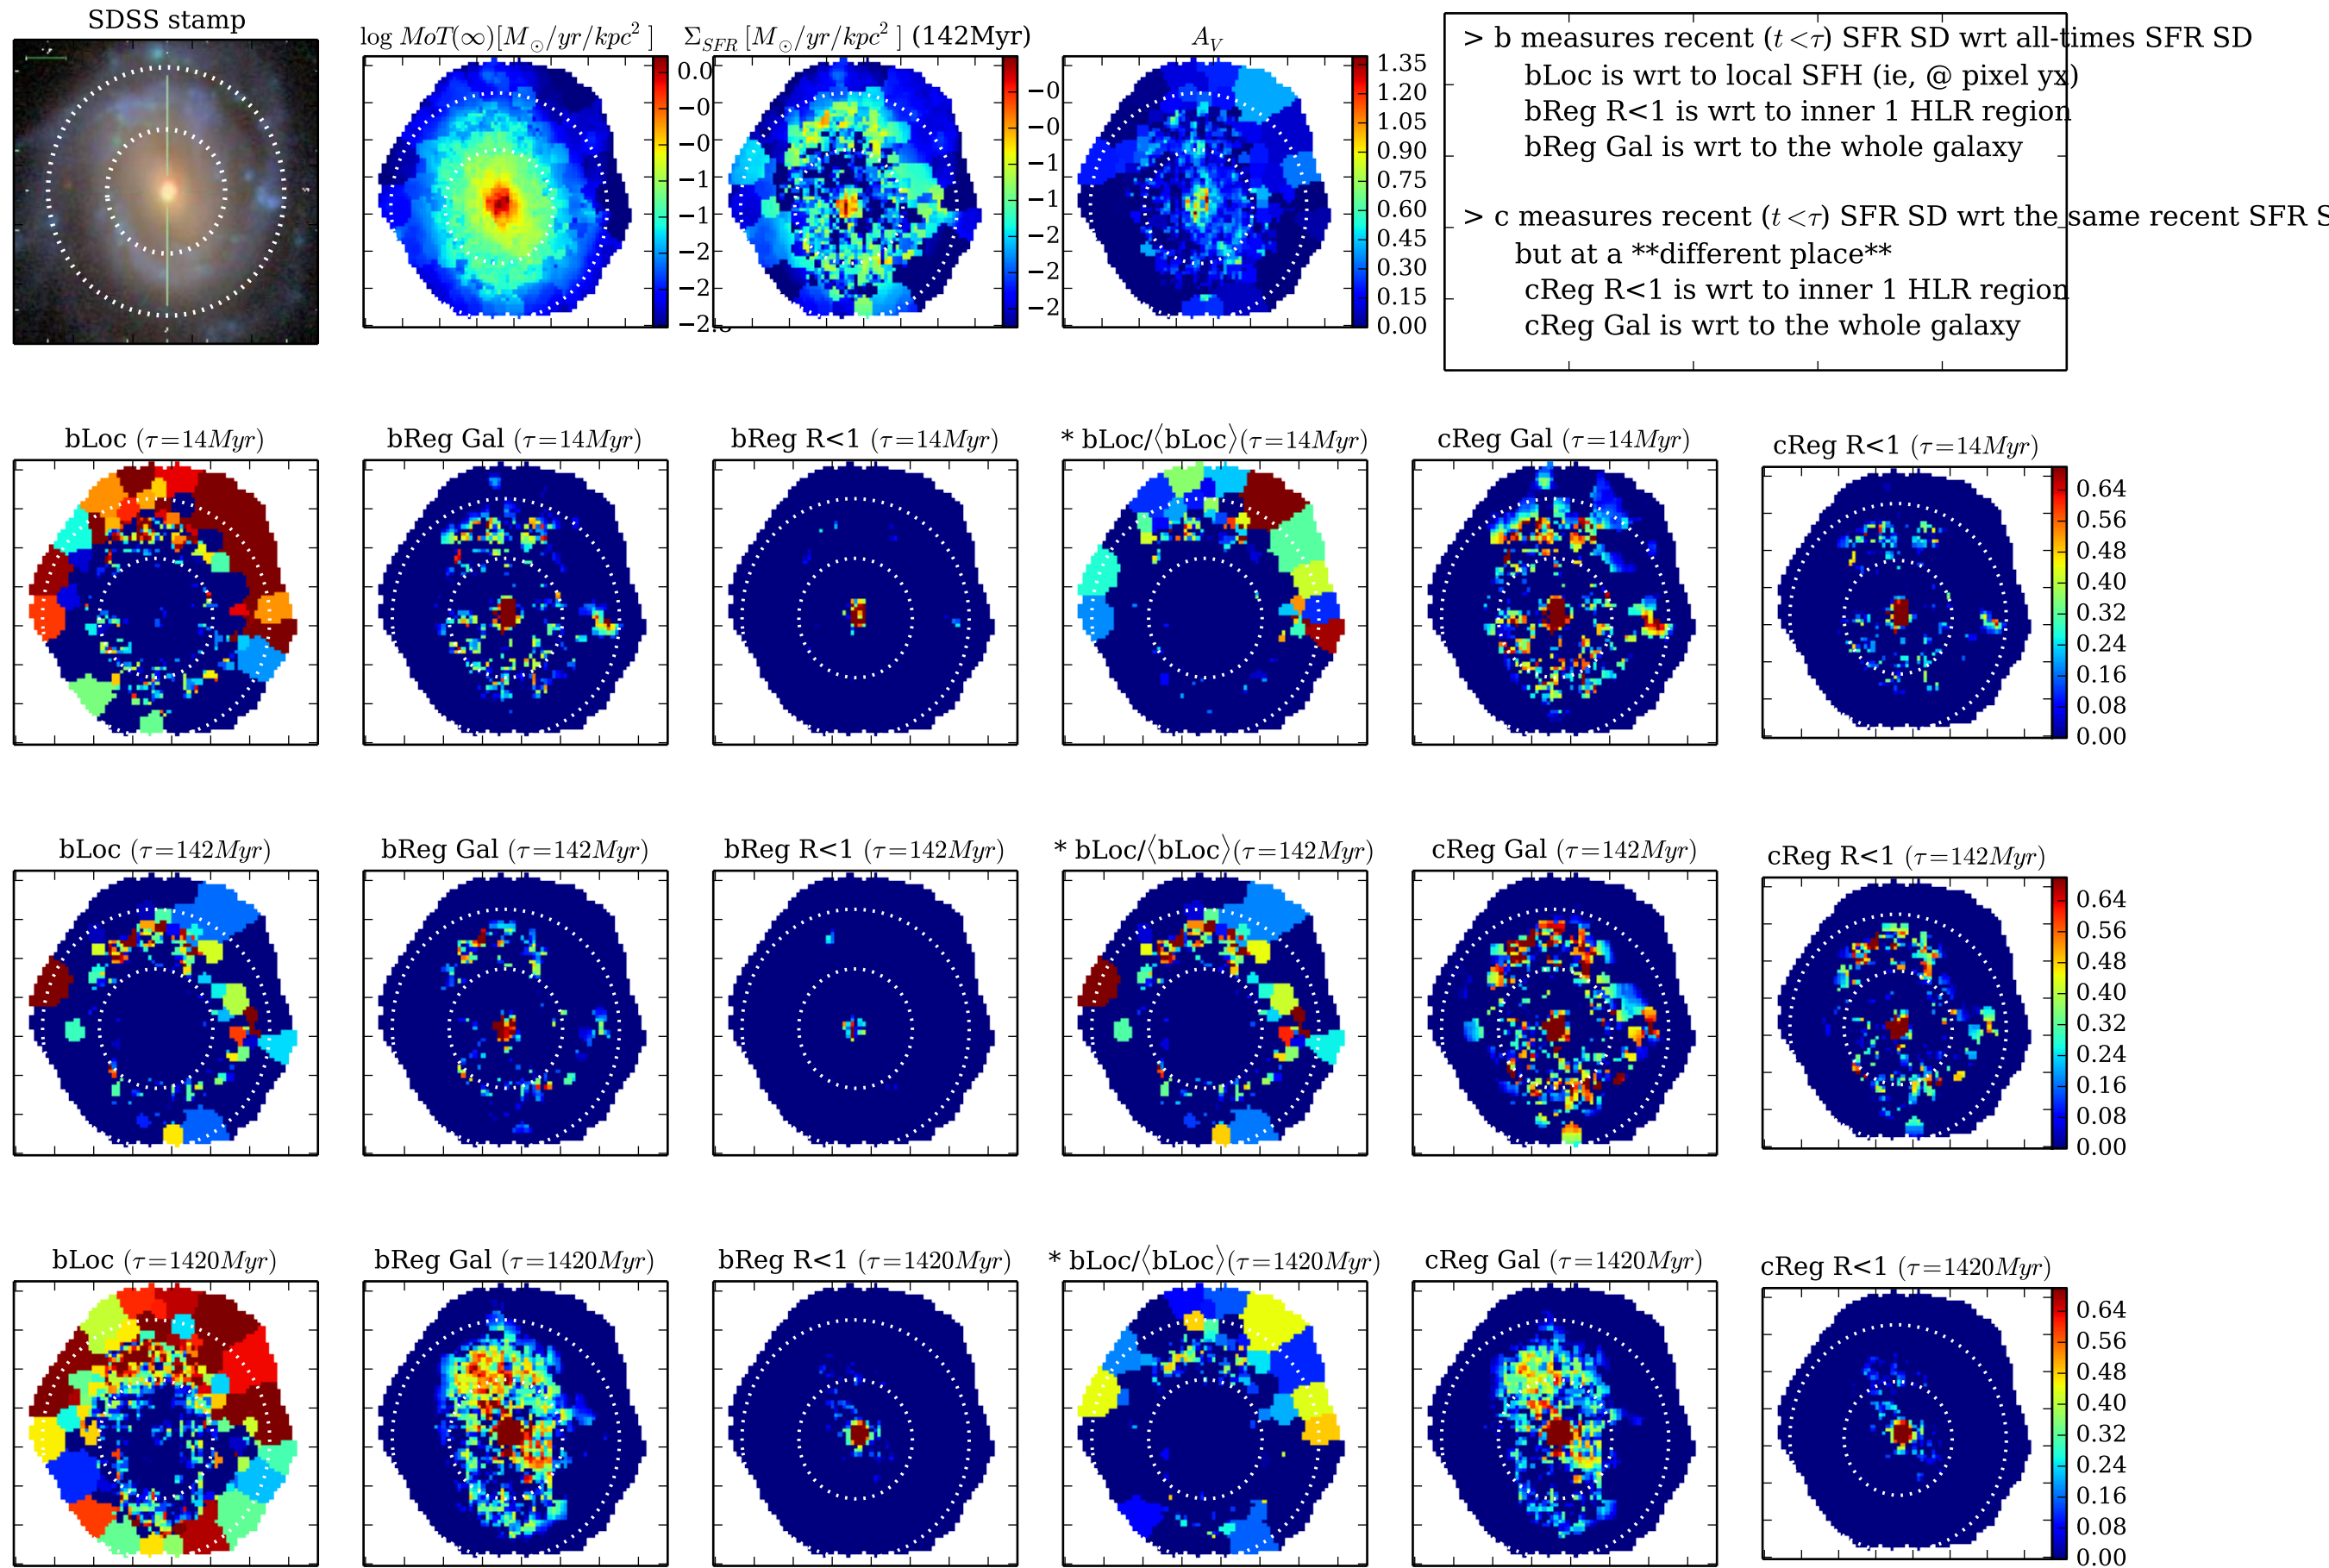 SDSS stamp
log MoT(∞)[M⊙/yr/kpc²]
Σ_SFR [M⊙/yr/kpc²] (142Myr)
A_V
0.0
−0
−0
−1
−1
−2
−2
−2.8
−0
−0
−1
−1
−2
−2
−2
1.35
1.20
1.05
0.90
0.75
0.60
0.45
0.30
0.15
0.00
> b measures recent (t<τ) SFR SD wrt all-times SFR SD
bLoc is wrt to local SFH (ie, @ pixel yx)
bReg R<1 is wrt to inner 1 HLR region
bReg Gal is wrt to the whole galaxy
> c measures recent (t<τ) SFR SD wrt the same recent SFR S
but at a **different place**
cReg R<1 is wrt to inner 1 HLR region
cReg Gal is wrt to the whole galaxy
bLoc (τ=14Myr)
bReg Gal (τ=14Myr)
bReg R<1 (τ=14Myr)
* bLoc/⟨bLoc⟩(τ=14Myr)
cReg Gal (τ=14Myr)
cReg R<1 (τ=14Myr)
0.64
0.56
0.48
0.40
0.32
0.24
0.16
0.08
0.00
bLoc (τ=142Myr)
bReg Gal (τ=142Myr)
bReg R<1 (τ=142Myr)
* bLoc/⟨bLoc⟩(τ=142Myr)
cReg Gal (τ=142Myr)
cReg R<1 (τ=142Myr)
0.64
0.56
0.48
0.40
0.32
0.24
0.16
0.08
0.00
bLoc (τ=1420Myr)
bReg Gal (τ=1420Myr)
bReg R<1 (τ=1420Myr)
* bLoc/⟨bLoc⟩(τ=1420Myr)
cReg Gal (τ=1420Myr)
cReg R<1 (τ=1420Myr)
0.64
0.56
0.48
0.40
0.32
0.24
0.16
0.08
0.00